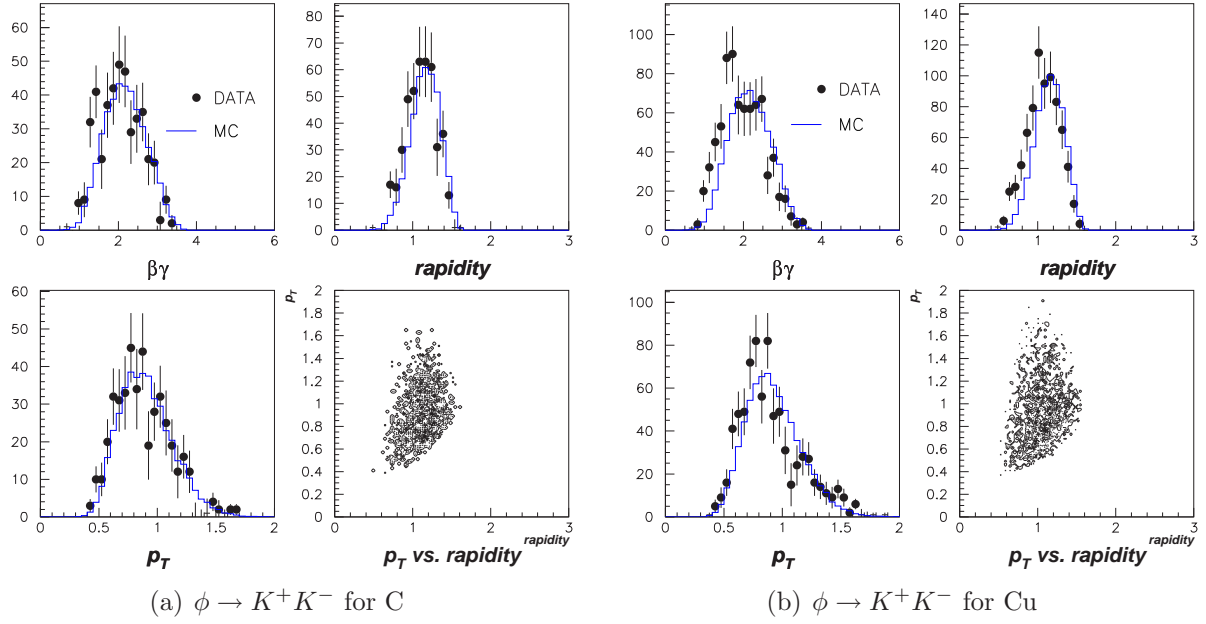 60
50
40
30
20
10
0
0 2 4 6
βγ
DATA
MC
80
70
60
50
40
30
20
10
0
0 1 2 3
rapidity
60
50
40
30
20
10
0
0 0.5 1 1.5 2
p_T
p_T
2
1.8
1.6
1.4
1.2
1
0.8
0.6
0.4
0.2
0
0 1 2 3
rapidity
p_T vs. rapidity
(a) ϕ → K⁺K⁻ for C
100
80
60
40
20
0
0 2 4 6
βγ
DATA
MC
140
120
100
80
60
40
20
0
0 1 2 3
rapidity
100
80
60
40
20
0
0 0.5 1 1.5 2
p_T
p_T
2
1.8
1.6
1.4
1.2
1
0.8
0.6
0.4
0.2
0
0 1 2 3
rapidity
p_T vs. rapidity
(b) ϕ → K⁺K⁻ for Cu